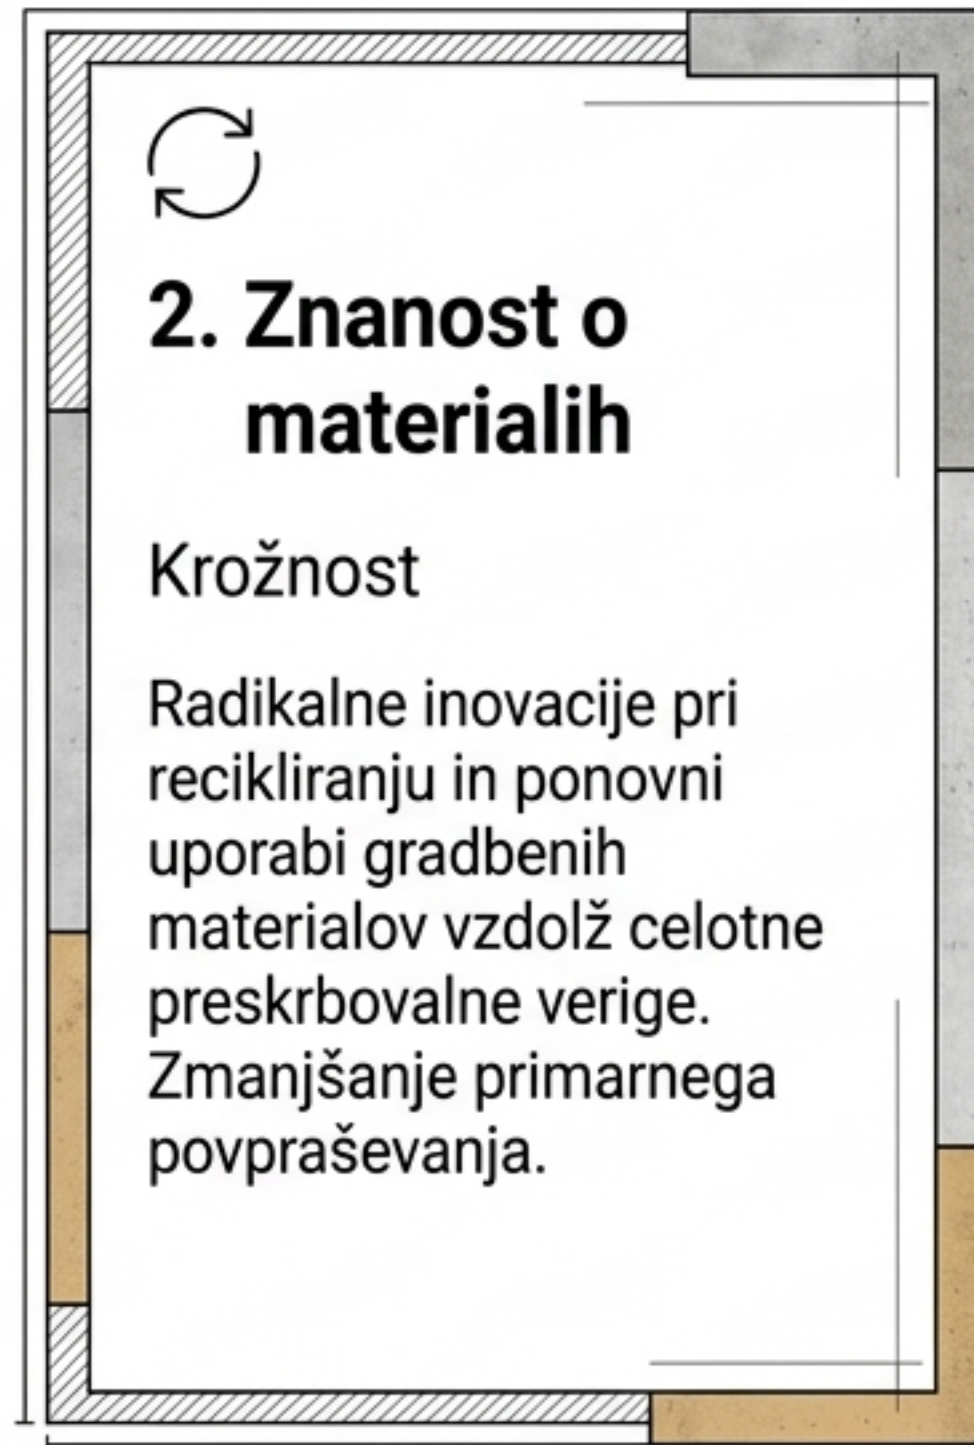 2. Znanost o
materialih
Krožnost
Radikalne inovacije pri
recikliranju in ponovni
uporabi gradbenih
materialov vzdolž celotne
preskrbovalne verige.
Zmanjšanje primarnega
povpraševanja.